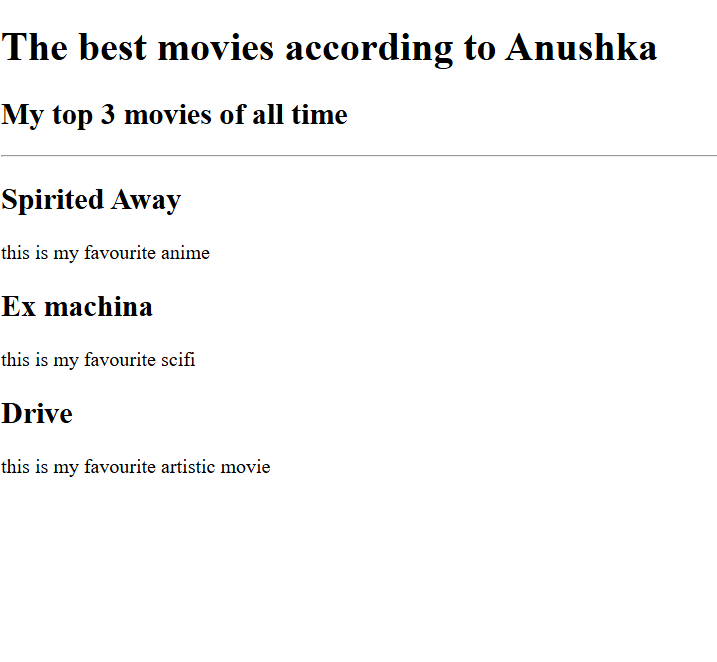 The best movies according to Anushka
My top 3 movies of all time
Spirited Away
this is my favourite anime
Ex machina
this is my favourite scifi
Drive
this is my favourite artistic movie